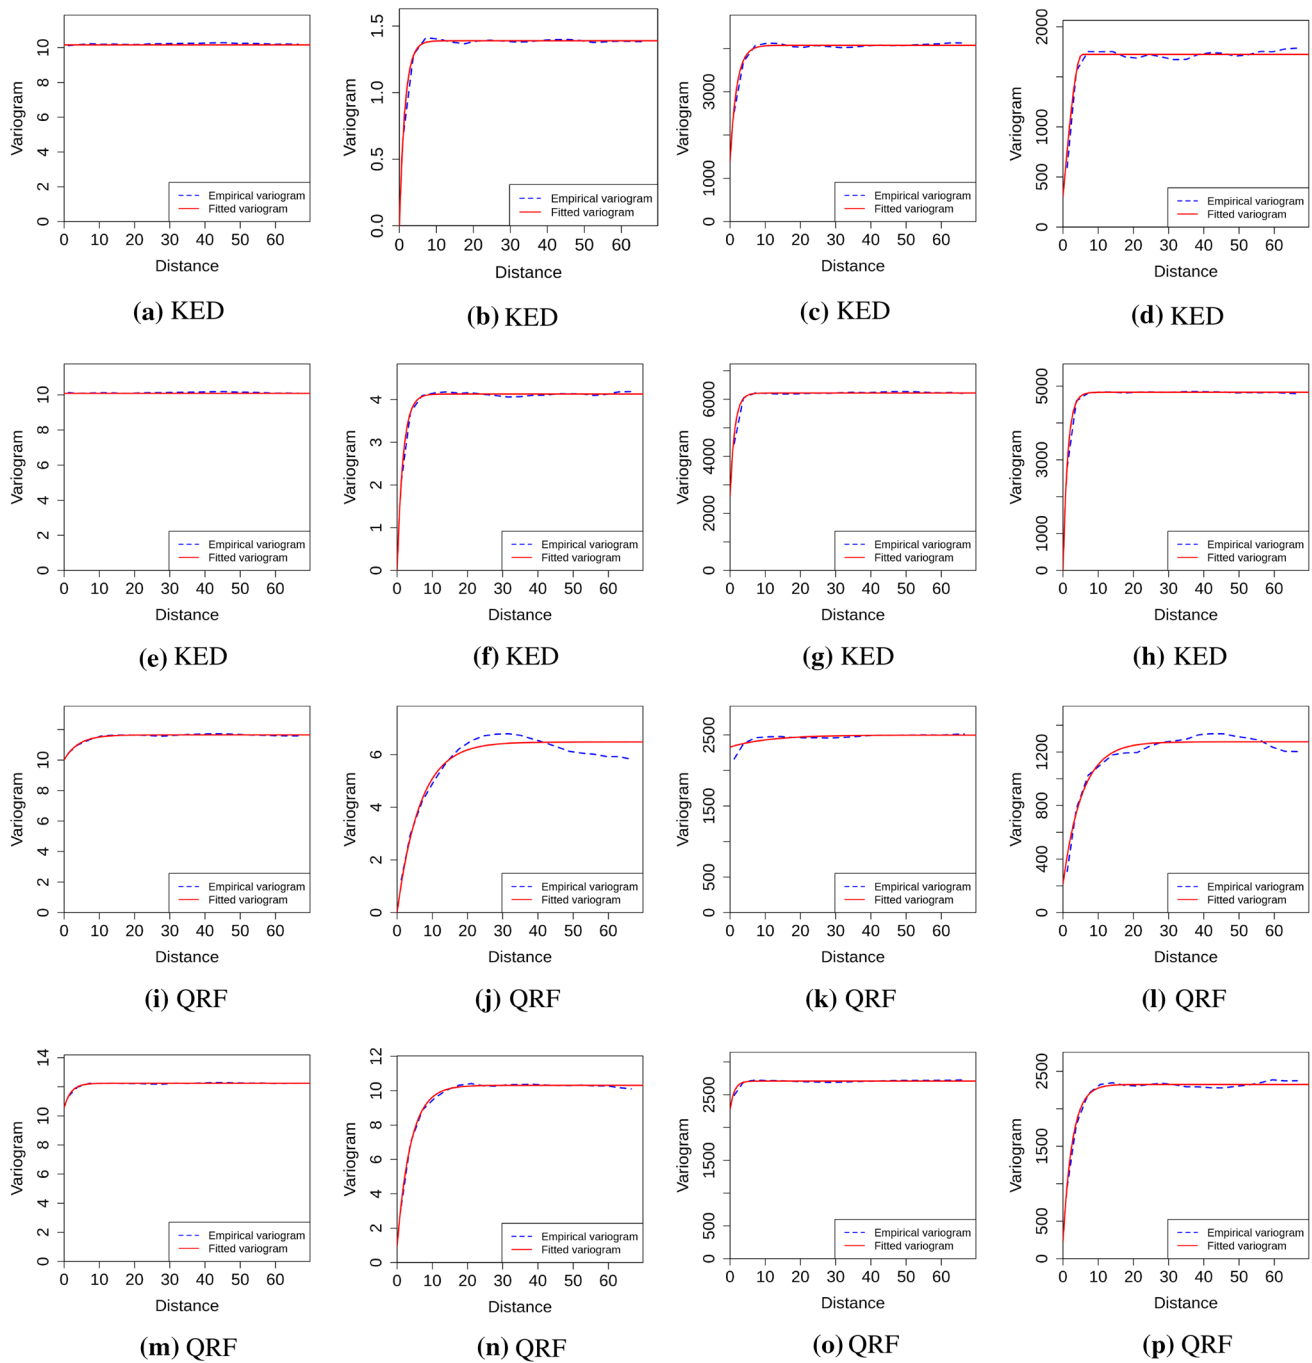 Variogram
0 2 4 6 8 10
0 10 20 30 40 50 60
Distance
Empirical variogram
Fitted variogram
(a) KED
Variogram
0.0 0.5 1.0 1.5
0 10 20 30 40 50 60
Distance
Empirical variogram
Fitted variogram
(b) KED
Variogram
0 1000 3000
0 10 20 30 40 50 60
Distance
Empirical variogram
Fitted variogram
(c) KED
Variogram
0 500 1000 2000
0 10 20 30 40 50 60
Distance
Empirical variogram
Fitted variogram
(d) KED
Variogram
0 2 4 6 8 10
0 10 20 30 40 50 60
Distance
Empirical variogram
Fitted variogram
(e) KED
Variogram
0 1 2 3 4
0 10 20 30 40 50 60
Distance
Empirical variogram
Fitted variogram
(f) KED
Variogram
0 2000 4000 6000
0 10 20 30 40 50 60
Distance
Empirical variogram
Fitted variogram
(g) KED
Variogram
0 1000 3000 5000
0 10 20 30 40 50 60
Distance
Empirical variogram
Fitted variogram
(h) KED
Variogram
0 2 4 6 8 10
0 10 20 30 40 50 60
Distance
Empirical variogram
Fitted variogram
(i) QRF
Variogram
0 2 4 6
0 10 20 30 40 50 60
Distance
Empirical variogram
Fitted variogram
(j) QRF
Variogram
0 500 1500 2500
0 10 20 30 40 50 60
Distance
Empirical variogram
Fitted variogram
(k) QRF
Variogram
0 400 800 1200
0 10 20 30 40 50 60
Distance
Empirical variogram
Fitted variogram
(l) QRF
Variogram
0 2 4 6 8 10 14
0 10 20 30 40 50 60
Distance
Empirical variogram
Fitted variogram
(m) QRF
Variogram
0 2 4 6 8 10 12
0 10 20 30 40 50 60
Distance
Empirical variogram
Fitted variogram
(n) QRF
Variogram
0 500 1500 2500
0 10 20 30 40 50 60
Distance
Empirical variogram
Fitted variogram
(o) QRF
Variogram
0 500 1500 2500
0 10 20 30 40 50 60
Distance
Empirical variogram
Fitted variogram
(p) QRF